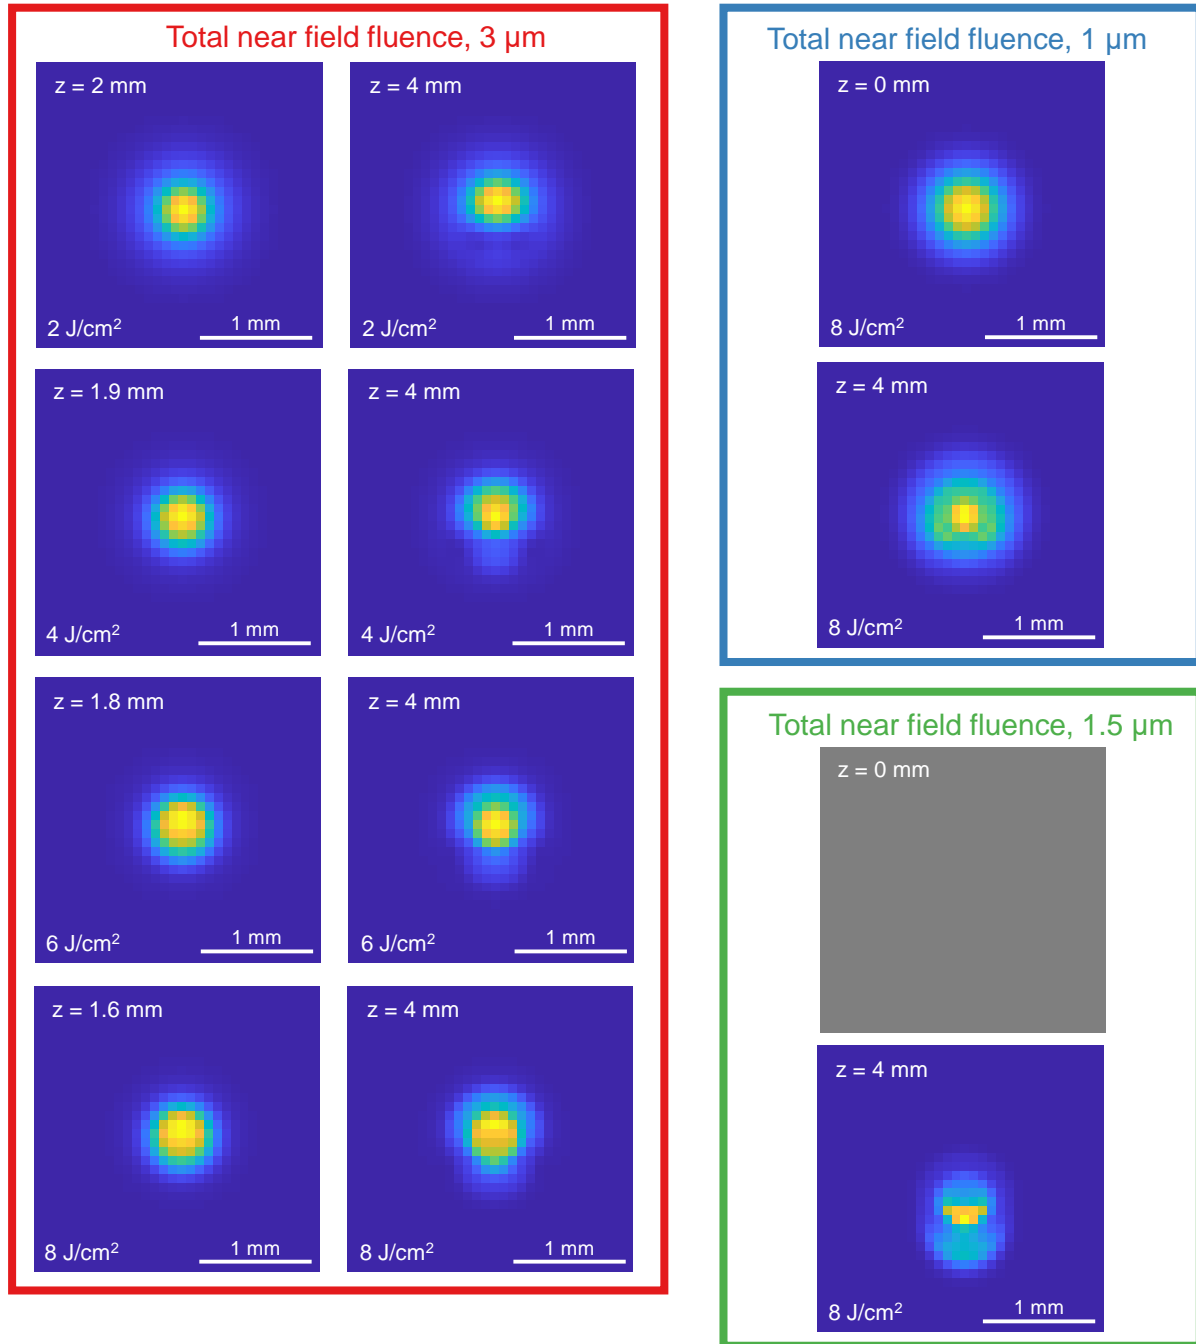 Total near field fluence, 3 µm
z = 2 mm
2 J/cm²
1 mm
z = 4 mm
2 J/cm²
1 mm
z = 1.9 mm
4 J/cm²
1 mm
z = 4 mm
4 J/cm²
1 mm
z = 1.8 mm
6 J/cm²
1 mm
z = 4 mm
6 J/cm²
1 mm
z = 1.6 mm
8 J/cm²
1 mm
z = 4 mm
8 J/cm²
1 mm
Total near field fluence, 1 µm
z = 0 mm
8 J/cm²
1 mm
z = 4 mm
8 J/cm²
1 mm
Total near field fluence, 1.5 µm
z = 0 mm
z = 4 mm
8 J/cm²
1 mm